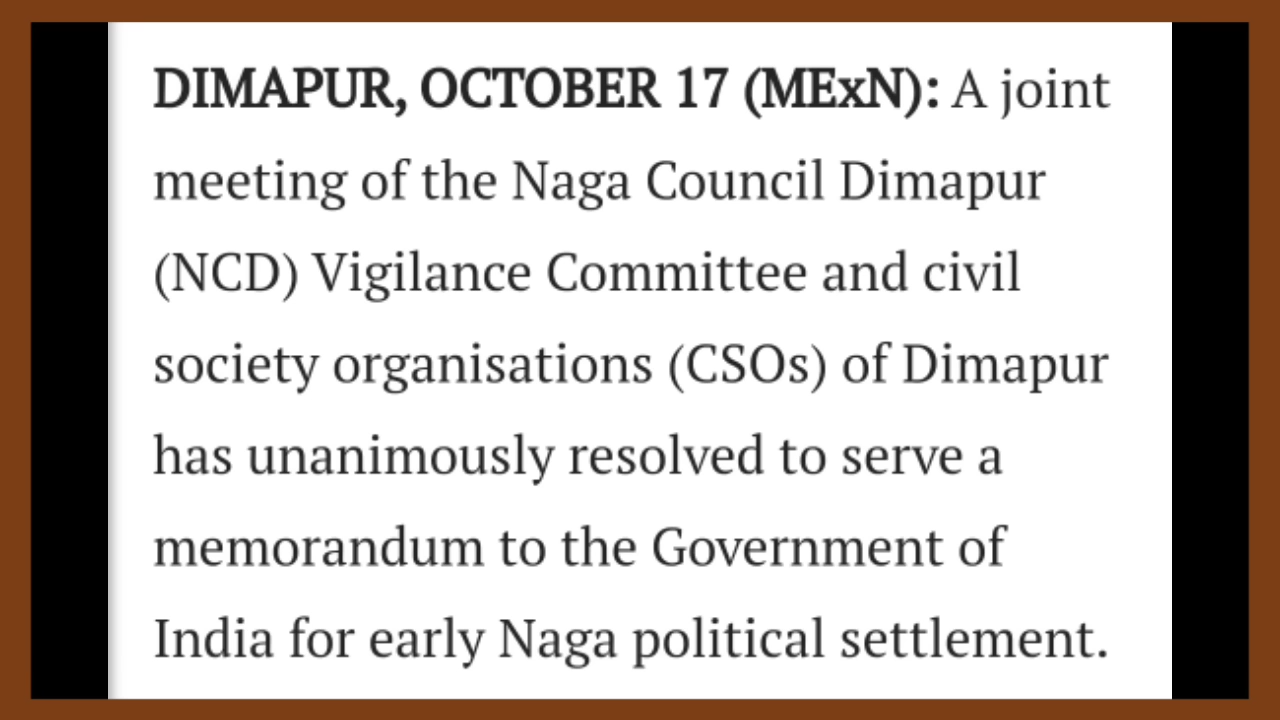 DIMAPUR, OCTOBER 17 (MExN): A joint
meeting of the Naga Council Dimapur
(NCD) Vigilance Committee and civil
society organisations (CSOs) of Dimapur
has unanimously resolved to serve a
memorandum to the Government of
India for early Naga political settlement.